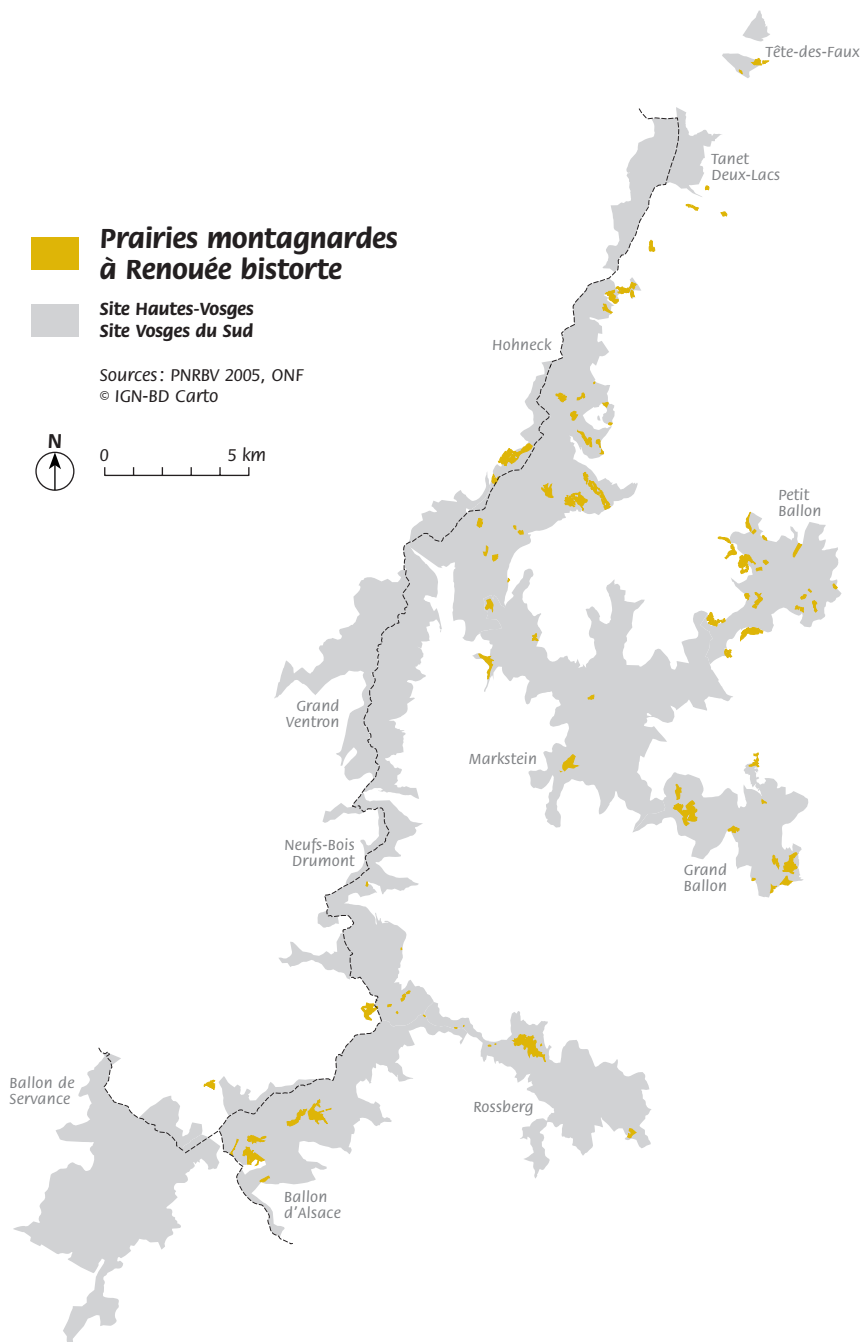 Tête-des-Faux
Tanet
Deux-Lacs
Prairies montagnardes
à Renouée bistorte
Site Hautes-Vosges
Site Vosges du Sud
Sources : PNRBV 2005, ONF
© IGN-BD Carto
N
0 5 km
Hohneck
Petit
Ballon
Grand
Ventron
Markstein
Neufs-Bois
Drumont
Grand
Ballon
Ballon de
Servance
Rossberg
Ballon
d'Alsace